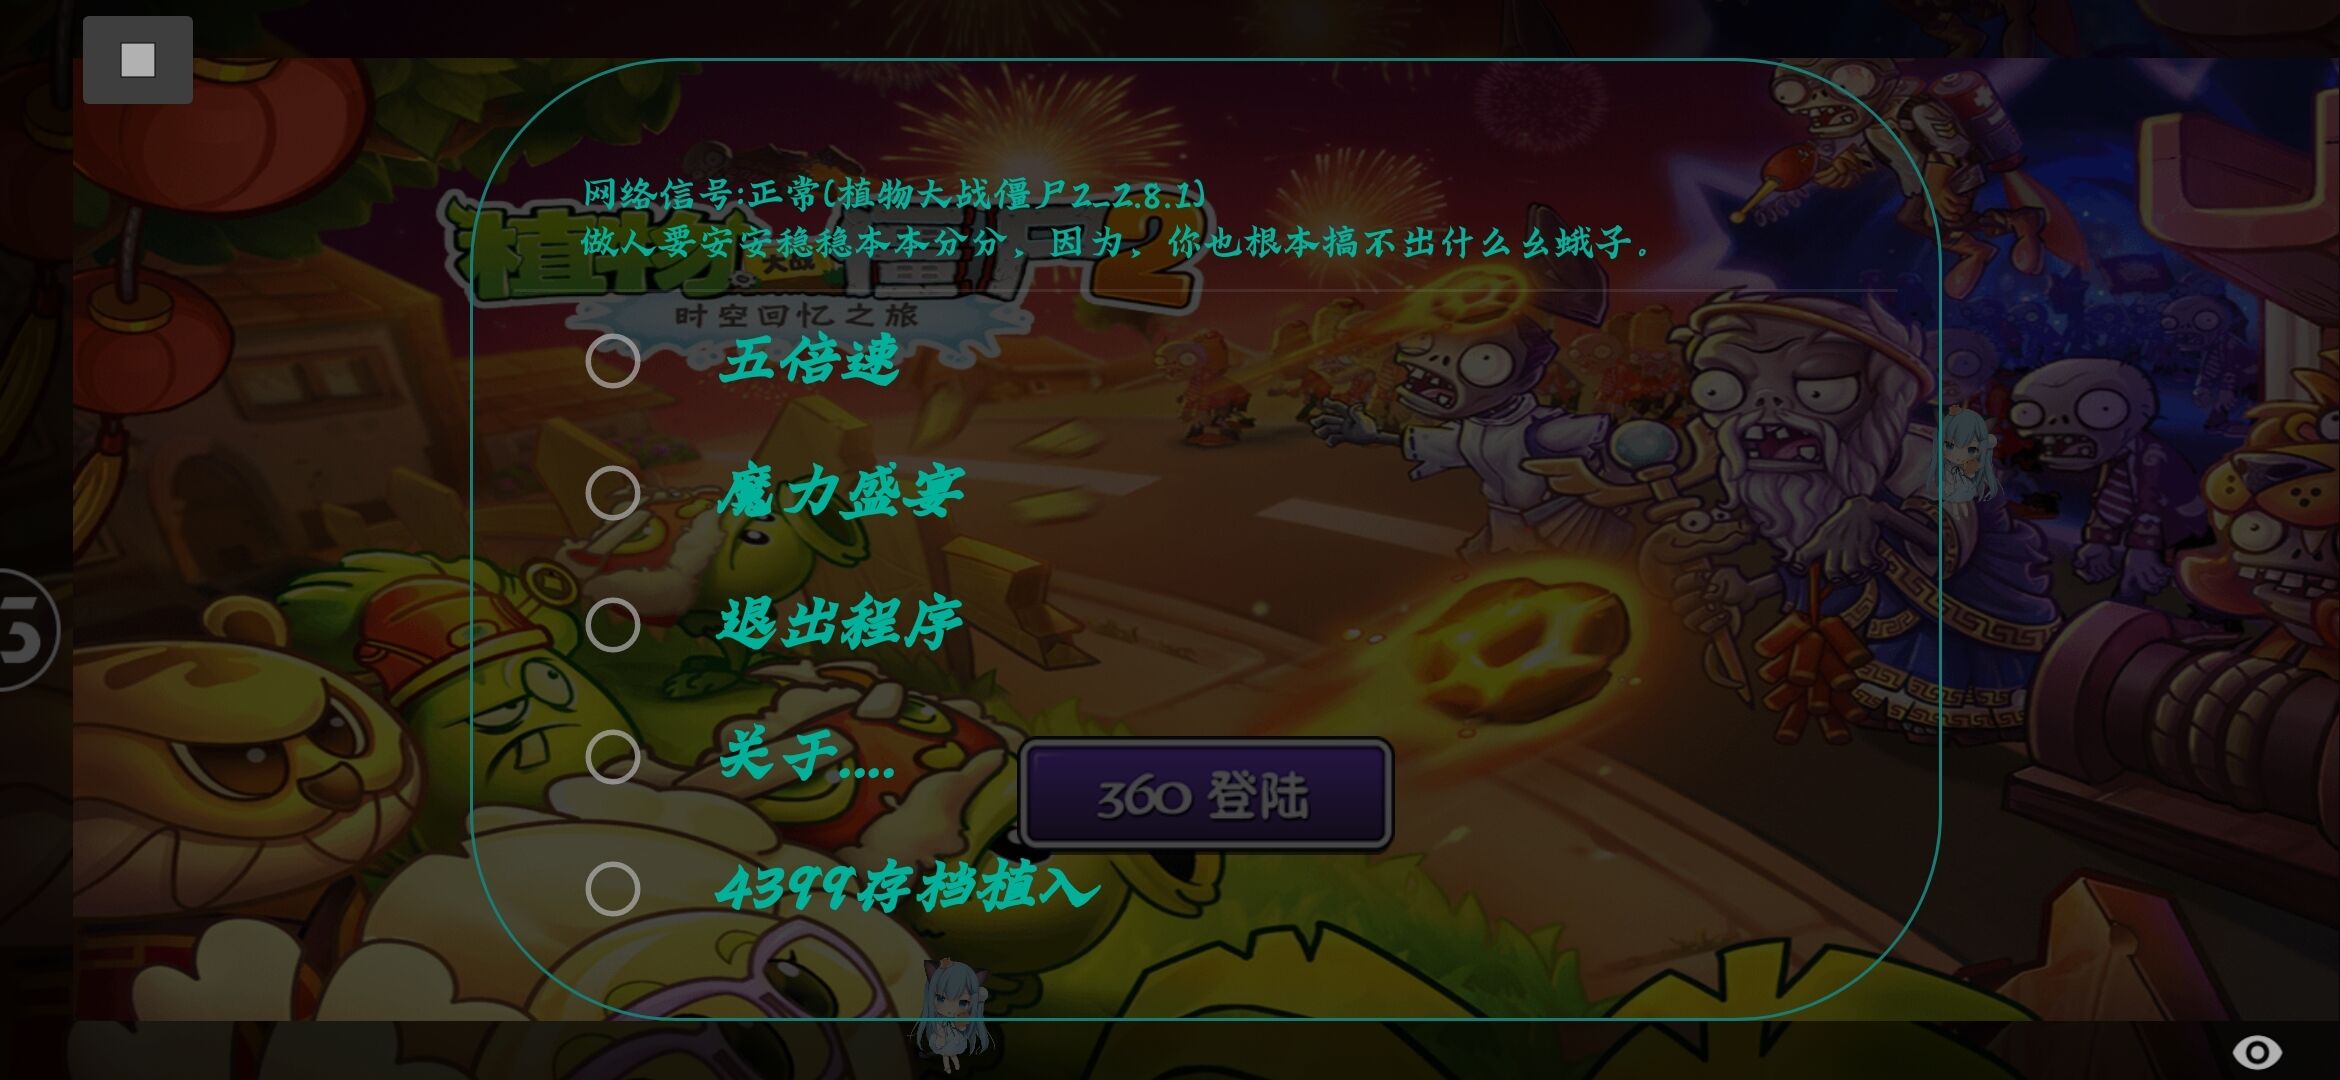 网络信号:正常(植物大战僵尸2_2.8.1)
做人要安安稳稳本本分分，因为，你也根本搞不出什么幺蛾子。
植物大战僵尸2
时空回忆之旅
五倍速
魔力盛宴
退出程序
5
关于....
360 登陆
4399存挡植入